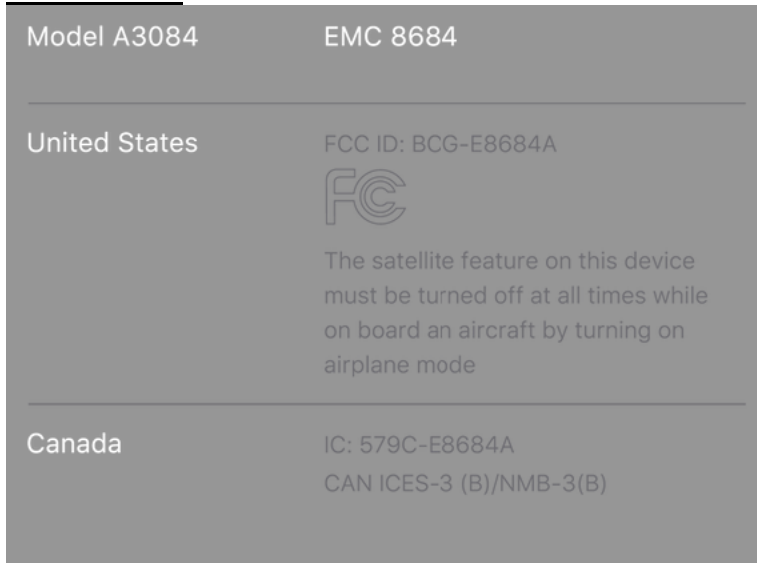 Model A3084 EMC 8684
United States FCC ID: BCG-E8684A
FC
The satellite feature on this device
must be turned off at all times while
on board an aircraft by turning on
airplane mode
Canada IC: 579C-E8684A
CAN ICES-3 (B)/NMB-3(B)